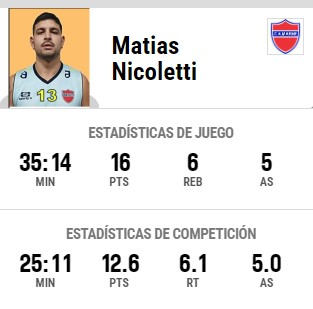 Matias
Nicoletti
13
ESTADÍSTICAS DE JUEGO
35:14 16 6 5
MIN PTS REB AS
ESTADÍSTICAS DE COMPETICIÓN
25:11 12.6 6.1 5.0
MIN PTS RT AS